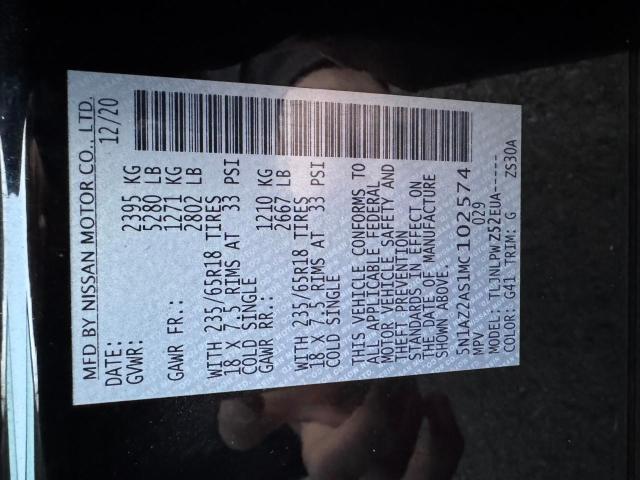 MFD BY NISSAN MOTOR CO., LTD.
DATE: 12/20
GVWR: 2395 KG
5280 LB
GAWR FR.: 1271 KG
2802 LB
WITH 235/65R18 TIRES
18 X 7.5 RIMS AT 33 PSI
COLD SINGLE
GAWR RR.: 1210 KG
2667 LB
WITH 235/65R18 TIRES
18 X 7.5 RIMS AT 33 PSI
COLD SINGLE
THIS VEHICLE CONFORMS TO
ALL APPLICABLE FEDERAL
MOTOR VEHICLE SAFETY AND
THEFT PREVENTION
STANDARDS IN EFFECT ON
THE DATE OF MANUFACTURE
SHOWN ABOVE.
5N1AZ2AS1MC102574
MPV 029
MODEL: TL3NLPWZ52EUA-----
COLOR: G41 TRIM: G ZS30A